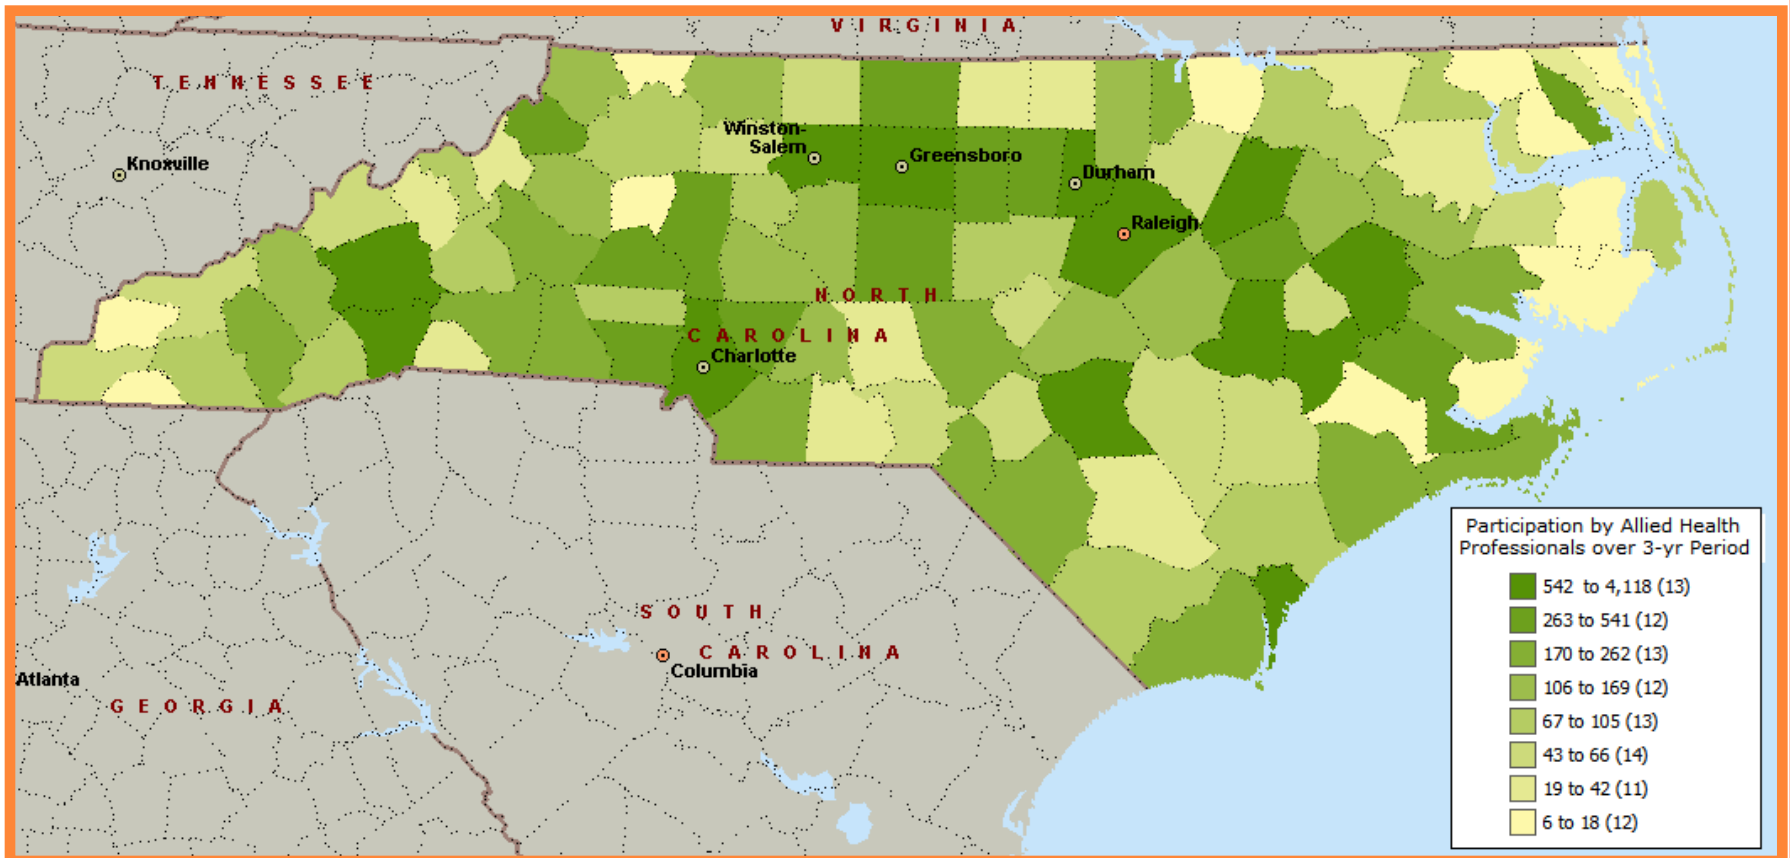 VIRGINIA
TENNESSEE
Winston-
Salem
Greensboro
Knoxville
Durham
Raleigh
NORTH
CAROLINA
Charlotte
SOUTH
CAROLINA
Columbia
Atlanta
GEORGIA
Participation by Allied Health
Professionals over 3-yr Period
542 to 4,118 (13)
263 to 541 (12)
170 to 262 (13)
106 to 169 (12)
67 to 105 (13)
43 to 66 (14)
19 to 42 (11)
6 to 18 (12)